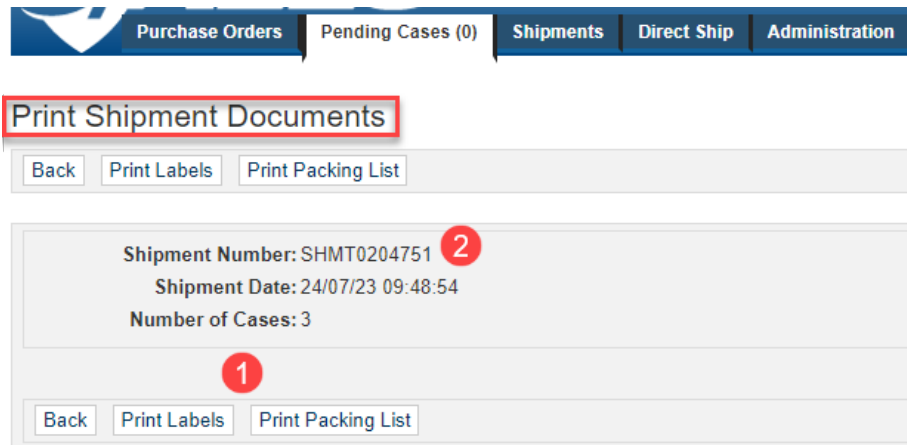 Purchase Orders Pending Cases (0) Shipments Direct Ship Administration
Print Shipment Documents
Back Print Labels Print Packing List
Shipment Number: SHMT0204751 2
Shipment Date: 24/07/23 09:48:54
Number of Cases: 3
1
Back Print Labels Print Packing List